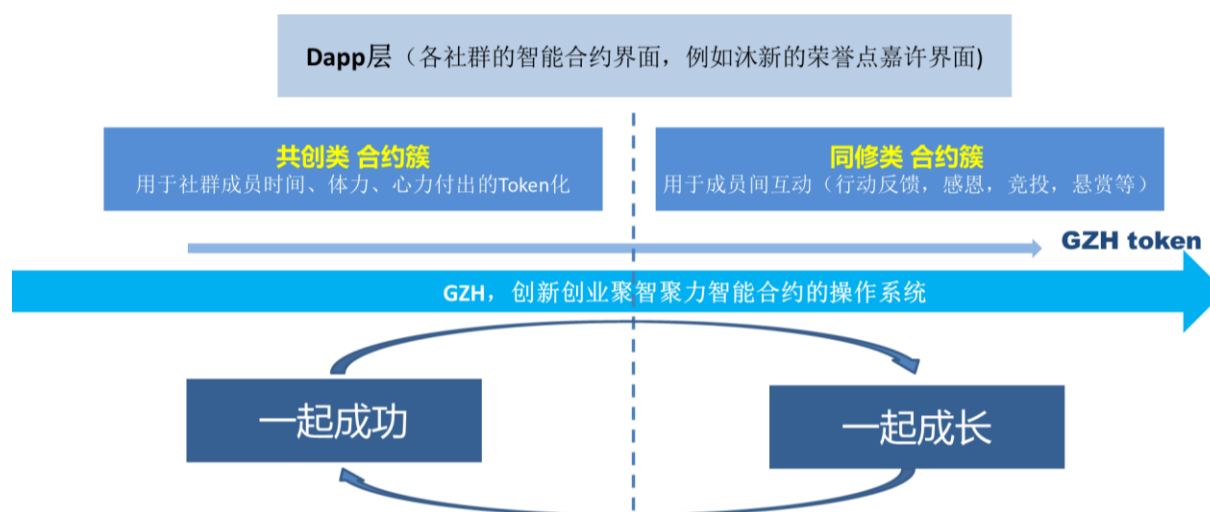 Dapp层（各社群的智能合约界面，例如沐新的荣誉点嘉许界面)
共创类 合约簇
用于社群成员时间、体力、心力付出的Token化
同修类 合约簇
用于成员间互动（行动反馈，感恩，竞投，悬赏等）
GZH token
GZH，创新创业聚智聚力智能合约的操作系统
一起成功
一起成长